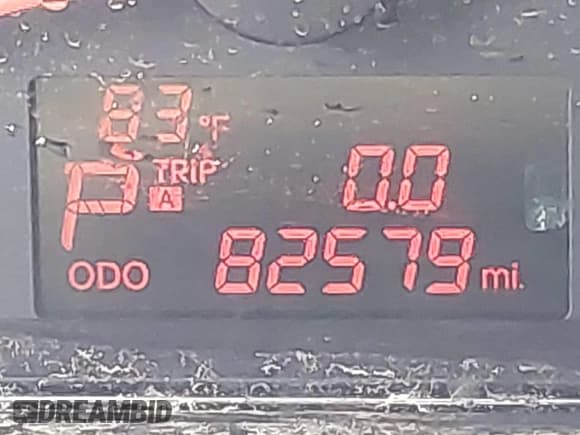 83°F
TRIP
P A 0.0
ODO 82579 mi.
DREAMBID